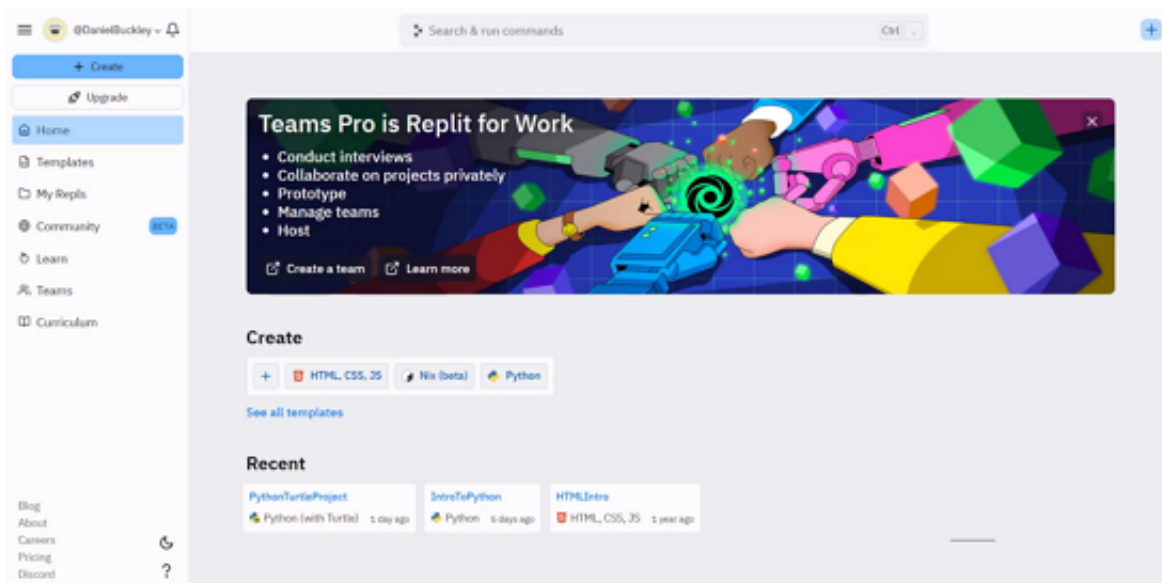 @DanielBuckley
Search & run commands
Ctrl .
+ Create
Upgrade
Home
Templates
My Repls
Community BETA
Learn
Teams
Curriculum
Blog
About
Careers
Pricing
Discord
?
Teams Pro is Replit for Work
• Conduct interviews
• Collaborate on projects privately
• Prototype
• Manage teams
• Host
Create a team Learn more
Create
+ HTML, CSS, JS Nix (beta) Python
See all templates
Recent
PythonTurtleProject IntroToPython HTMLIntro
Python (with Turtle) 1 day ago Python 5 days ago HTML, CSS, JS 1 year ago